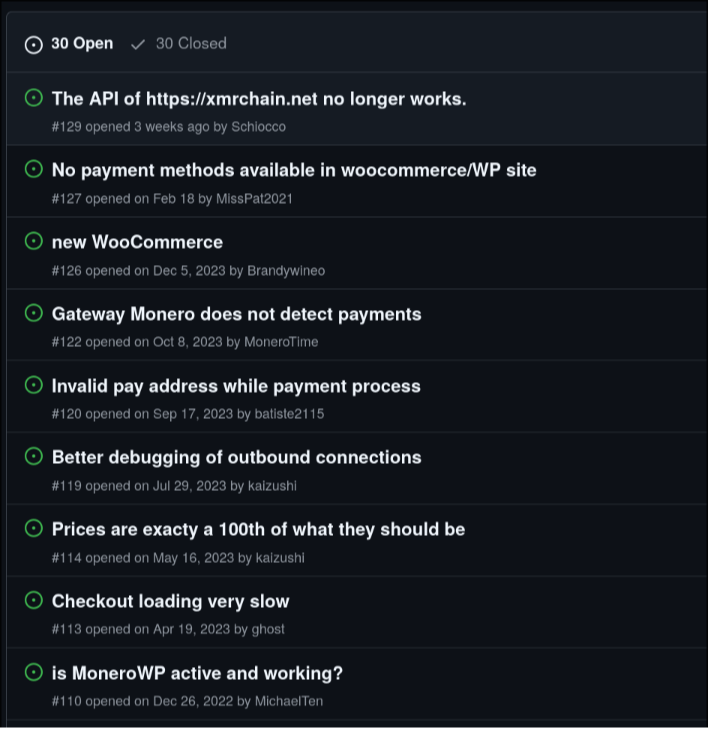 30 Open 30 Closed
The API of https://xmrchain.net no longer works.
#129 opened 3 weeks ago by Schiocco
No payment methods available in woocommerce/WP site
#127 opened on Feb 18 by MissPat2021
new WooCommerce
#126 opened on Dec 5, 2023 by Brandywineo
Gateway Monero does not detect payments
#122 opened on Oct 8, 2023 by MoneroTime
Invalid pay address while payment process
#120 opened on Sep 17, 2023 by batiste2115
Better debugging of outbound connections
#119 opened on Jul 29, 2023 by kaizushi
Prices are exacty a 100th of what they should be
#114 opened on May 16, 2023 by kaizushi
Checkout loading very slow
#113 opened on Apr 19, 2023 by ghost
is MoneroWP active and working?
#110 opened on Dec 26, 2022 by MichaelTen